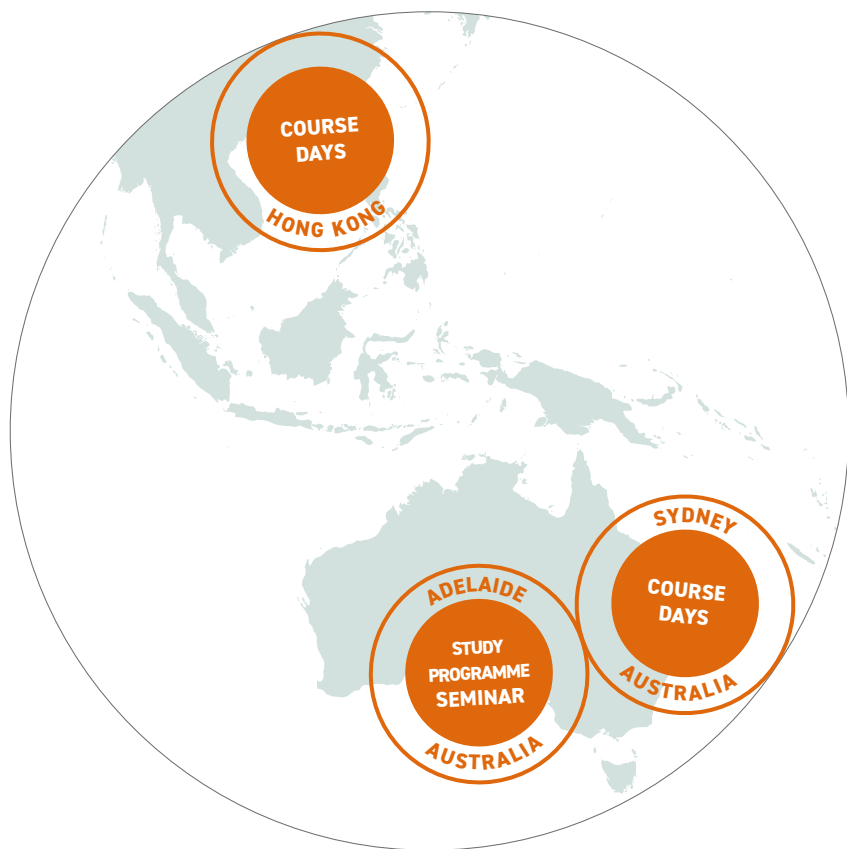 COURSE
DAYS
HONG KONG
SYDNEY
COURSE
DAYS
AUSTRALIA
ADELAIDE
STUDY
PROGRAMME
SEMINAR
AUSTRALIA